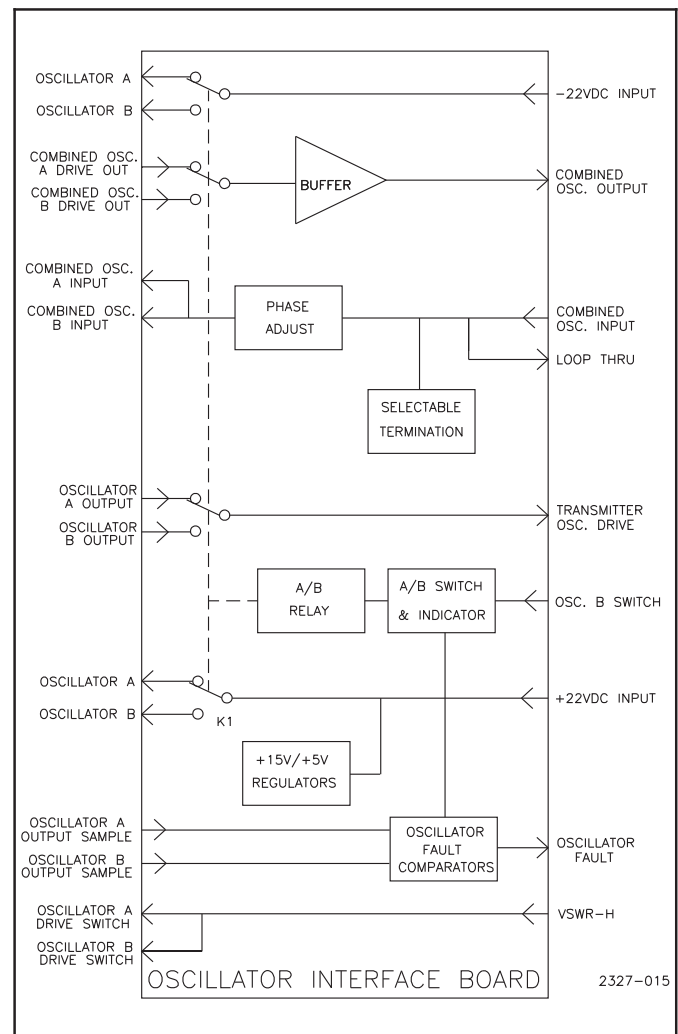 OSCILLATOR A
-22VDC INPUT
OSCILLATOR B
COMBINED OSC.
A DRIVE OUT
BUFFER
COMBINED
OSC. OUTPUT
COMBINED OSC.
B DRIVE OUT
COMBINED OSC.
A INPUT
COMBINED OSC.
B INPUT
PHASE
ADJUST
COMBINED
OSC. INPUT
LOOP THRU
SELECTABLE
TERMINATION
OSCILLATOR
A OUTPUT
TRANSMITTER
OSC. DRIVE
OSCILLATOR
B OUTPUT
A/B
RELAY
A/B SWITCH
& INDICATOR
OSC. B SWITCH
OSCILLATOR A
+22VDC INPUT
OSCILLATOR B
K1
+15V/+5V
REGULATORS
OSCILLATOR A
OUTPUT SAMPLE
OSCILLATOR
FAULT
COMPARATORS
OSCILLATOR
FAULT
OSCILLATOR B
OUTPUT SAMPLE
OSCILLATOR A
DRIVE SWITCH
VSWR-H
OSCILLATOR B
DRIVE SWITCH
OSCILLATOR INTERFACE BOARD
2327-015